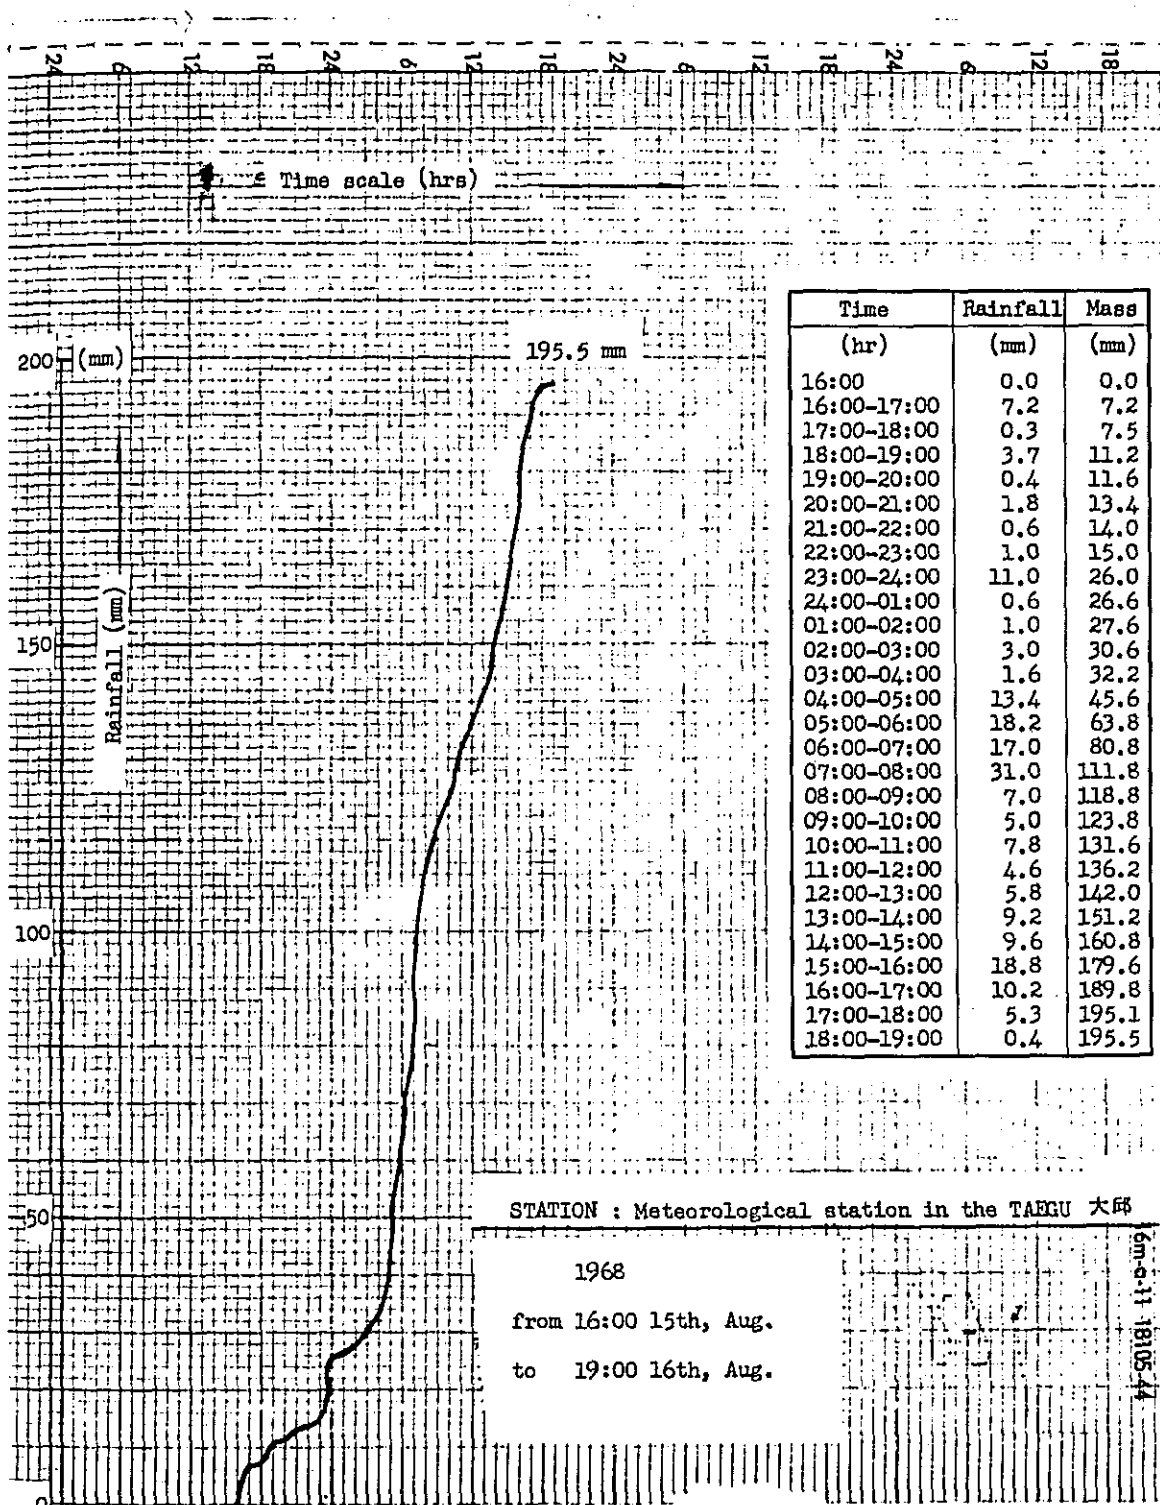 24 6 12 18 24 6 12 18 24 6 12 18 24 6 12 18
Time scale (hrs)
200 (mm)
195.5 mm
150
Rainfall (mm)
100
50
0
Time Rainfall Mass
(hr) (mm) (mm)
16:00 0.0 0.0
16:00-17:00 7.2 7.2
17:00-18:00 0.3 7.5
18:00-19:00 3.7 11.2
19:00-20:00 0.4 11.6
20:00-21:00 1.8 13.4
21:00-22:00 0.6 14.0
22:00-23:00 1.0 15.0
23:00-24:00 11.0 26.0
24:00-01:00 0.6 26.6
01:00-02:00 1.0 27.6
02:00-03:00 3.0 30.6
03:00-04:00 1.6 32.2
04:00-05:00 13.4 45.6
05:00-06:00 18.2 63.8
06:00-07:00 17.0 80.8
07:00-08:00 31.0 111.8
08:00-09:00 7.0 118.8
09:00-10:00 5.0 123.8
10:00-11:00 7.8 131.6
11:00-12:00 4.6 136.2
12:00-13:00 5.8 142.0
13:00-14:00 9.2 151.2
14:00-15:00 9.6 160.8
15:00-16:00 18.8 179.6
16:00-17:00 10.2 189.8
17:00-18:00 5.3 195.1
18:00-19:00 0.4 195.5
STATION : Meteorological station in the TAEGU 大邱
1968
from 16:00 15th, Aug.
to 19:00 16th, Aug.